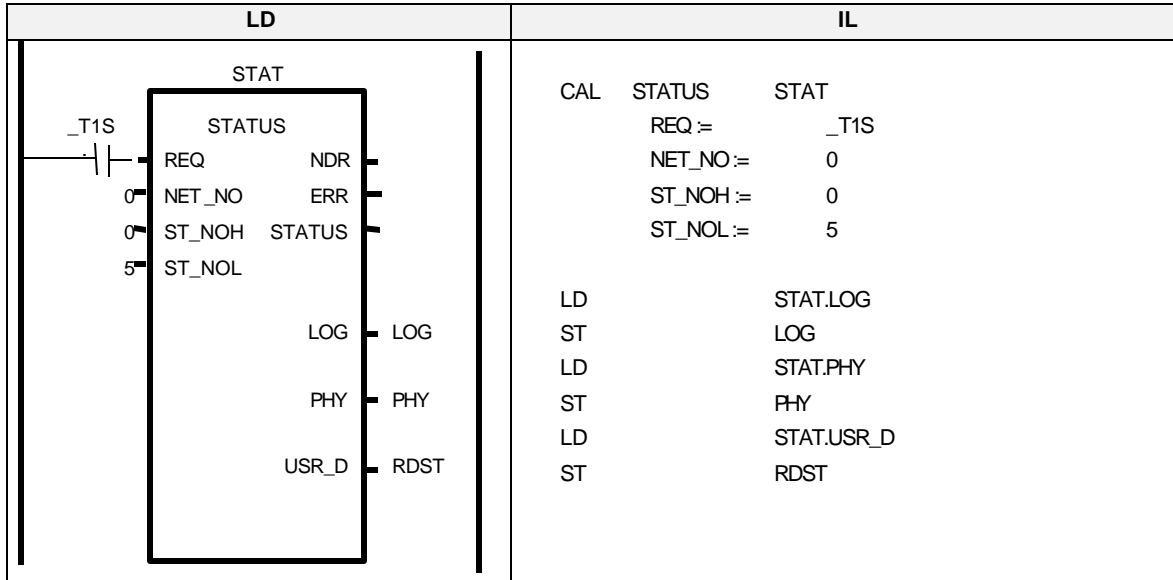 LD
IL
STAT
STATUS
_T1S
REQ NDR
0 NET_NO ERR
0 ST_NOH STATUS
5 ST_NOL
LOG LOG
PHY PHY
USR_D RDST
CAL STATUS STAT
REQ := _T1S
NET_NO := 0
ST_NOH := 0
ST_NOL := 5
LD STAT.LOG
ST LOG
LD STAT.PHY
ST PHY
LD STAT.USR_D
ST RDST